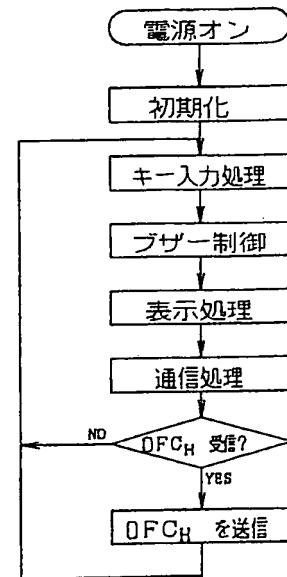 電源オン
初期化
キー入力処理
ブザー制御
表示処理
通信処理
0FCH 受信?
NO
YES
0FCH を送信